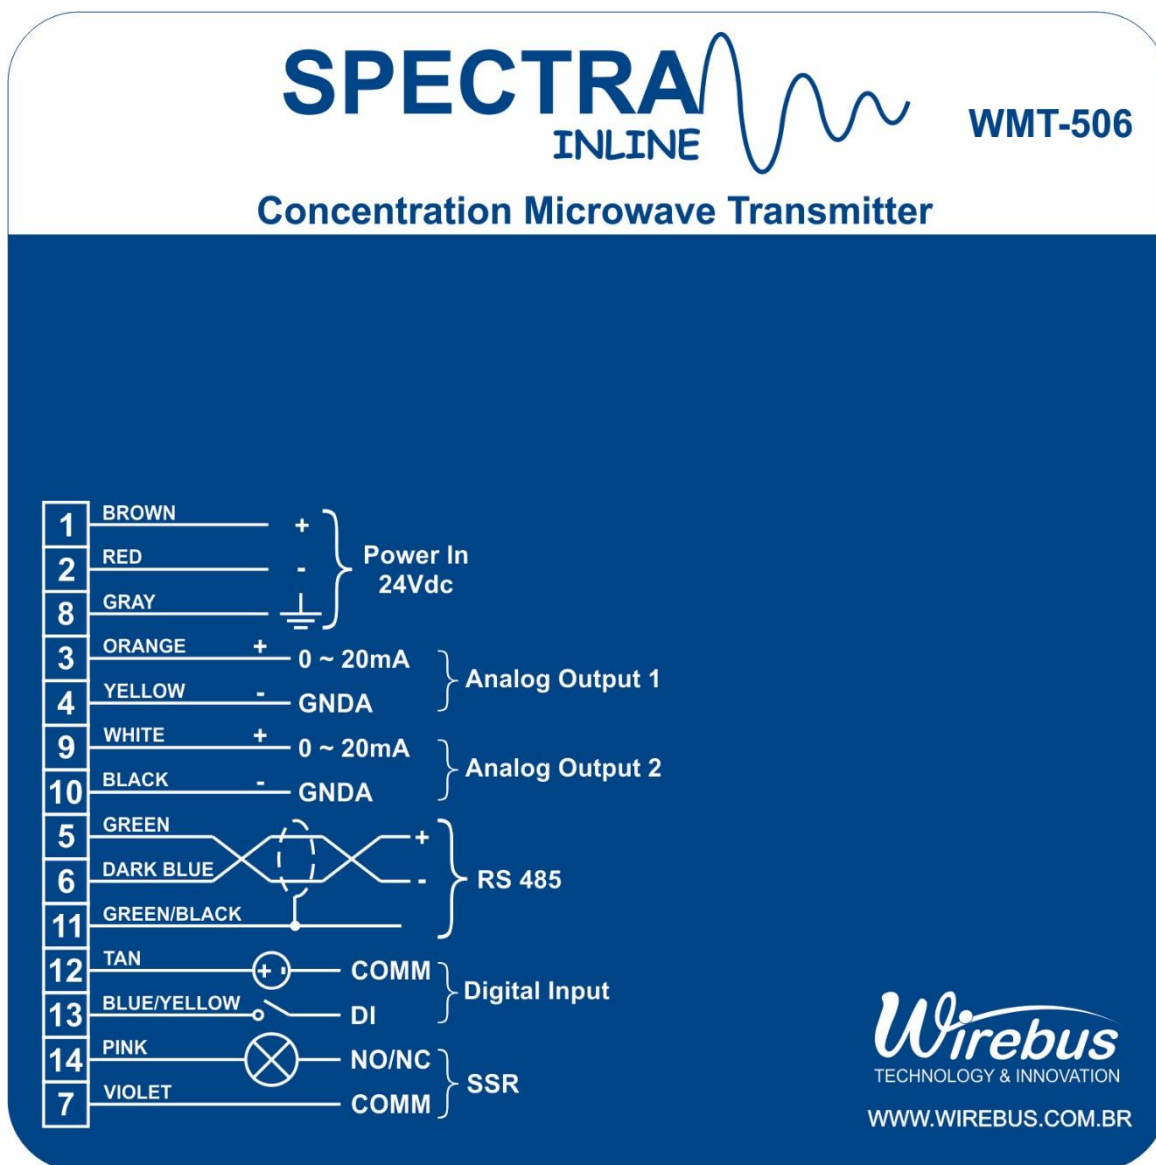 SPECTRA
INLINE
WMT-506
Concentration Microwave Transmitter
1 BROWN +
2 RED -
Power In
24Vdc
8 GRAY
3 ORANGE + 0 ~ 20mA
Analog Output 1
4 YELLOW - GNDA
9 WHITE + 0 ~ 20mA
Analog Output 2
10 BLACK - GNDA
5 GREEN +
6 DARK BLUE - RS 485
11 GREEN/BLACK
12 TAN + - COMM
Digital Input
13 BLUE/YELLOW DI
14 PINK NO/NC
SSR
7 VIOLET COMM
Wirebus
TECHNOLOGY & INNOVATION
WWW.WIREBUS.COM.BR